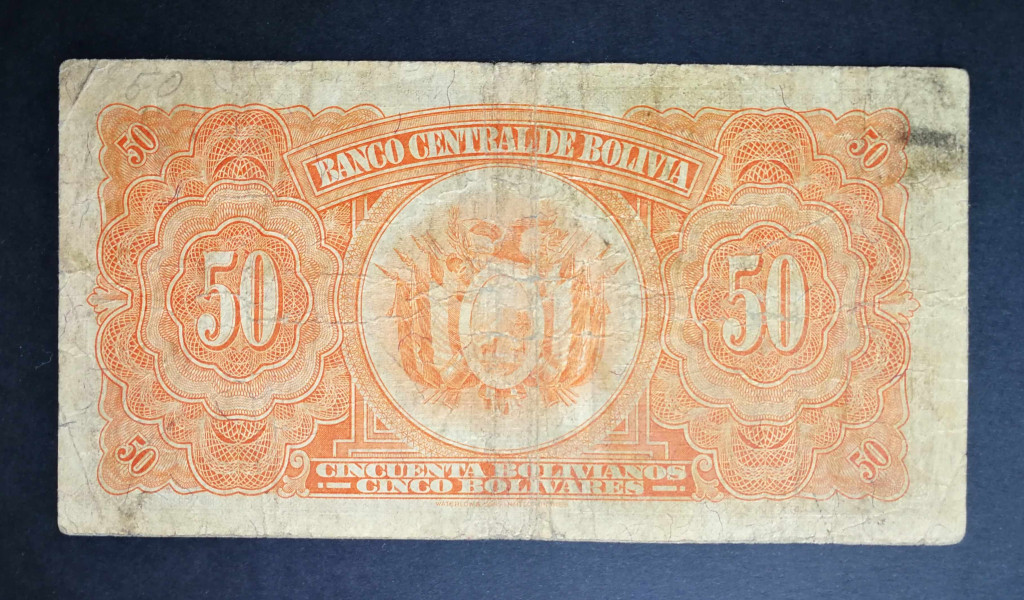 50
50 BANCO CENTRAL DE BOLIVIA 50
50 50
50 CINCUENTA BOLIVIANOS 50
CINCO BOLIVARES